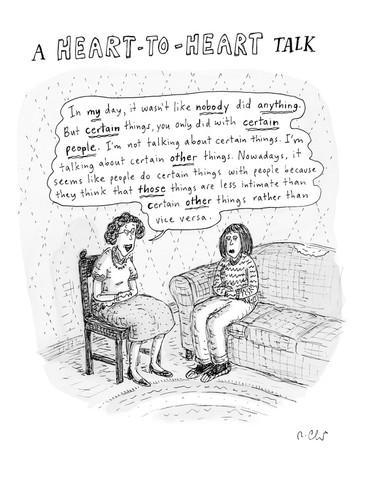 A HEART-TO-HEART TALK
In my day, it wasn't like nobody did anything.
But certain things, you only did with certain
people. I'm not talking about certain things. I'm
talking about certain other things. Nowadays, it
seems like people do certain things with people because
they think that those things are less intimate than
certain other things rather than
vice versa.
R. Chst